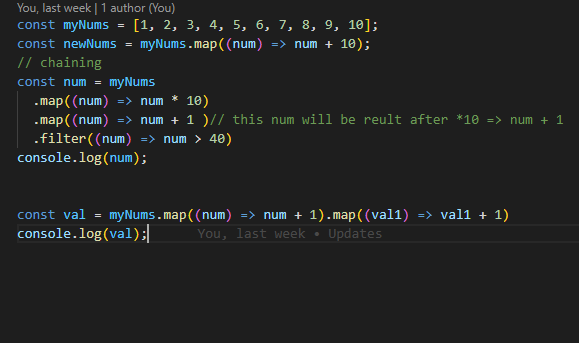 You, last week | 1 author (You)
const myNums = [1, 2, 3, 4, 5, 6, 7, 8, 9, 10];
const newNums = myNums.map((num) => num + 10);
// chaining
const num = myNums
.map((num) => num * 10)
.map((num) => num + 1 )// this num will be reult after *10 => num + 1
.filter((num) => num > 40)
console.log(num);
const val = myNums.map((num) => num + 1).map((val1) => val1 + 1)
console.log(val); You, last week • Updates